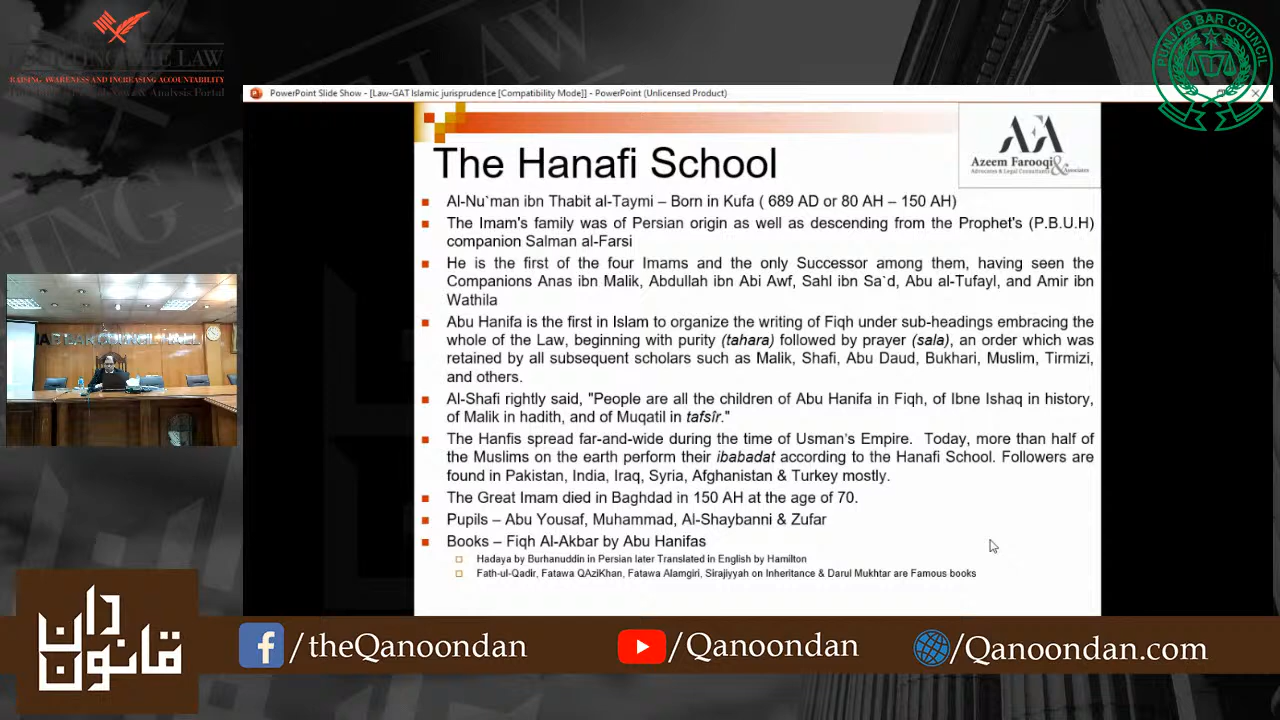 RAISING AWARENESS AND INCREASING ACCOUNTABILITY
PUNJAB BAR COUNCIL
PowerPoint Slide Show - [Law-GAT Islamic jurisprudence [Compatibility Mode]] - PowerPoint (Unlicensed Product)
AFA
Azeem Farooqi
& Associates
Advocates & Legal Consultants
The Hanafi School
Al-Nu`man ibn Thabit al-Taymi – Born in Kufa ( 689 AD or 80 AH – 150 AH)
The Imam's family was of Persian origin as well as descending from the Prophet's (P.B.U.H)
companion Salman al-Farsi
He is the first of the four Imams and the only Successor among them, having seen the
Companions Anas ibn Malik, Abdullah ibn Abi Awf, Sahl ibn Sa`d, Abu al-Tufayl, and Amir ibn
Wathila
Abu Hanifa is the first in Islam to organize the writing of Fiqh under sub-headings embracing the
whole of the Law, beginning with purity (tahara) followed by prayer (sala), an order which was
retained by all subsequent scholars such as Malik, Shafi, Abu Daud, Bukhari, Muslim, Tirmizi,
and others.
Al-Shafi rightly said, "People are all the children of Abu Hanifa in Fiqh, of Ibne Ishaq in history,
of Malik in hadith, and of Muqatil in tafsîr."
The Hanfis spread far-and-wide during the time of Usman's Empire. Today, more than half of
the Muslims on the earth perform their ibabadat according to the Hanafi School. Followers are
found in Pakistan, India, Iraq, Syria, Afghanistan & Turkey mostly.
The Great Imam died in Baghdad in 150 AH at the age of 70.
Pupils – Abu Yousaf, Muhammad, Al-Shaybanni & Zufar
Books – Fiqh Al-Akbar by Abu Hanifas
Hadaya by Burhanuddin in Persian later Translated in English by Hamilton
Fath-ul-Qadir, Fatawa QAziKhan, Fatawa Alamgiri, Sirajiyyah on Inheritance & Darul Mukhtar are Famous books
BAR COUNCIL HALL
قانون دان
/theQanoondan
/Qanoondan
/Qanoondan.com